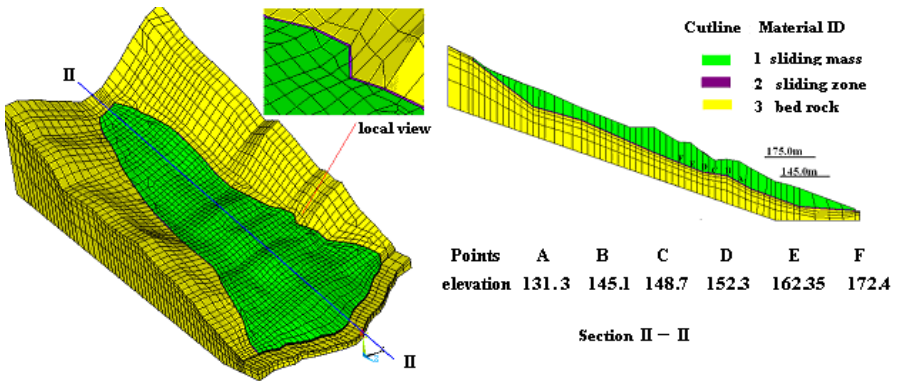 II
local view
II
Cutline Material ID
1 sliding mass
2 sliding zone
3 bed rock
175.0m
145.0m
Points A B C D E F
elevation 131.3 145.1 148.7 152.3 162.35 172.4
Section II － II